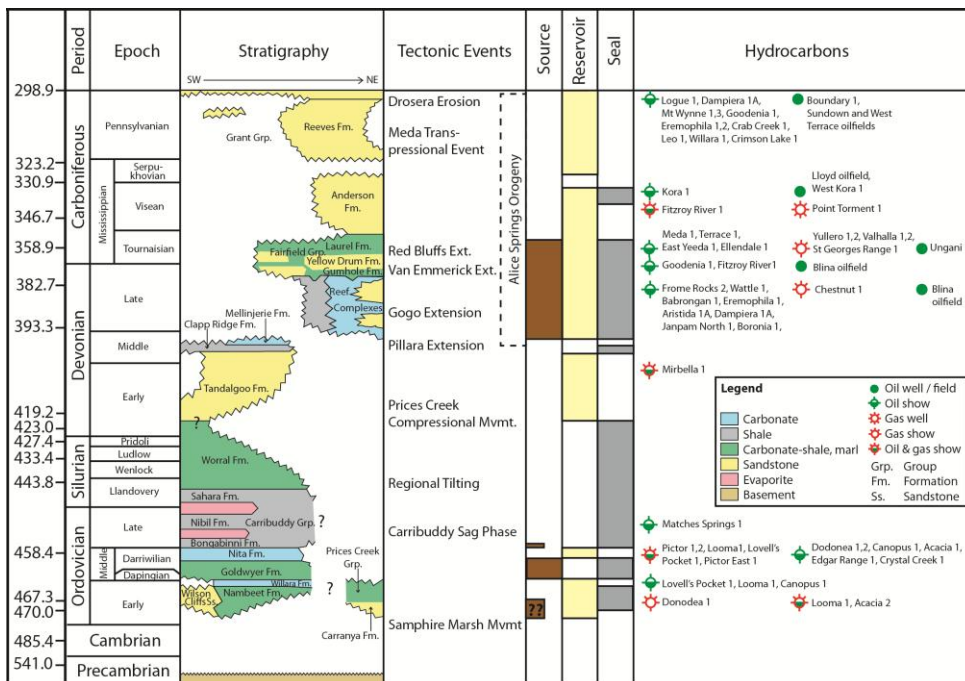 Period
Epoch
Stratigraphy
SW
NE
Tectonic Events
Source
Reservoir
Seal
Hydrocarbons
298.9
323.2
330.9
346.7
358.9
382.7
393.3
419.2
423.0
427.4
433.4
443.8
458.4
467.3
470.0
485.4
541.0
Carboniferous
Mississippian
Devonian
Silurian
Ordovician
Middle
Pennsylvanian
Serpu-
khovian
Visean
Tournaisian
Late
Middle
Early
Pridoli
Ludlow
Wenlock
Llandovery
Late
Darriwilian
Dapingian
Early
Cambrian
Precambrian
Grant Grp.
Reeves Fm.
Anderson
Fm.
Laurel Fm.
Fairfield Grp.
Yellow Drum Fm.
Gumhole Fm.
Reef
Complexes
Mellinjerie Fm.
Clapp Ridge Fm.
Tandalgoo Fm.
?
Worral Fm.
Sahara Fm.
Nibil Fm.
Carribuddy Grp.
?
Bongabinni Fm.
Nita Fm.
Goldwyer Fm.
Willara Fm.
Wilson
Cliffs Ss.
Nambeet Fm.
?
Prices Creek
Grp.
Carranya Fm.
Drosera Erosion
Meda Trans-
pressional Event
Red Bluffs Ext.
Van Emmerick Ext.
Gogo Extension
Pillara Extension
Prices Creek
Compressional Mvmt.
Regional Tilting
Carribuddy Sag Phase
Samphire Marsh Mvmt
Alice Springs Orogeny
??
Logue 1, Dampiera 1A,
Mt Wynne 1,3, Goodenia 1,
Eremophila 1,2, Crab Creek 1,
Leo 1, Willara 1, Crimson Lake 1
Boundary 1,
Sundown and West
Terrace oilfields
Kora 1
Lloyd oilfield,
West Kora 1
Fitzroy River 1
Point Torment 1
Meda 1, Terrace 1,
East Yeeda 1, Ellendale 1
Yullero 1,2, Valhalla 1,2,
St Georges Range 1
Ungani
Goodenia 1, Fitzroy River1
Blina oilfield
Frome Rocks 2, Wattle 1,
Babrongan 1, Eremophila 1,
Aristida 1A, Dampiera 1A,
Janpam North 1, Boronia 1,
Chestnut 1
Blina
oilfield
Mirbella 1
Legend
Carbonate
Shale
Carbonate-shale, marl
Sandstone
Evaporite
Basement
Oil well / field
Oil show
Gas well
Gas show
Oil & gas show
Grp. Group
Fm. Formation
Ss. Sandstone
Matches Springs 1
Pictor 1,2, Looma1, Lovell's
Pocket 1, Pictor East 1
Dodonea 1,2, Canopus 1, Acacia 1,
Edgar Range 1, Crystal Creek 1
Lovell's Pocket 1, Looma 1, Canopus 1
Donodea 1
Looma 1, Acacia 2